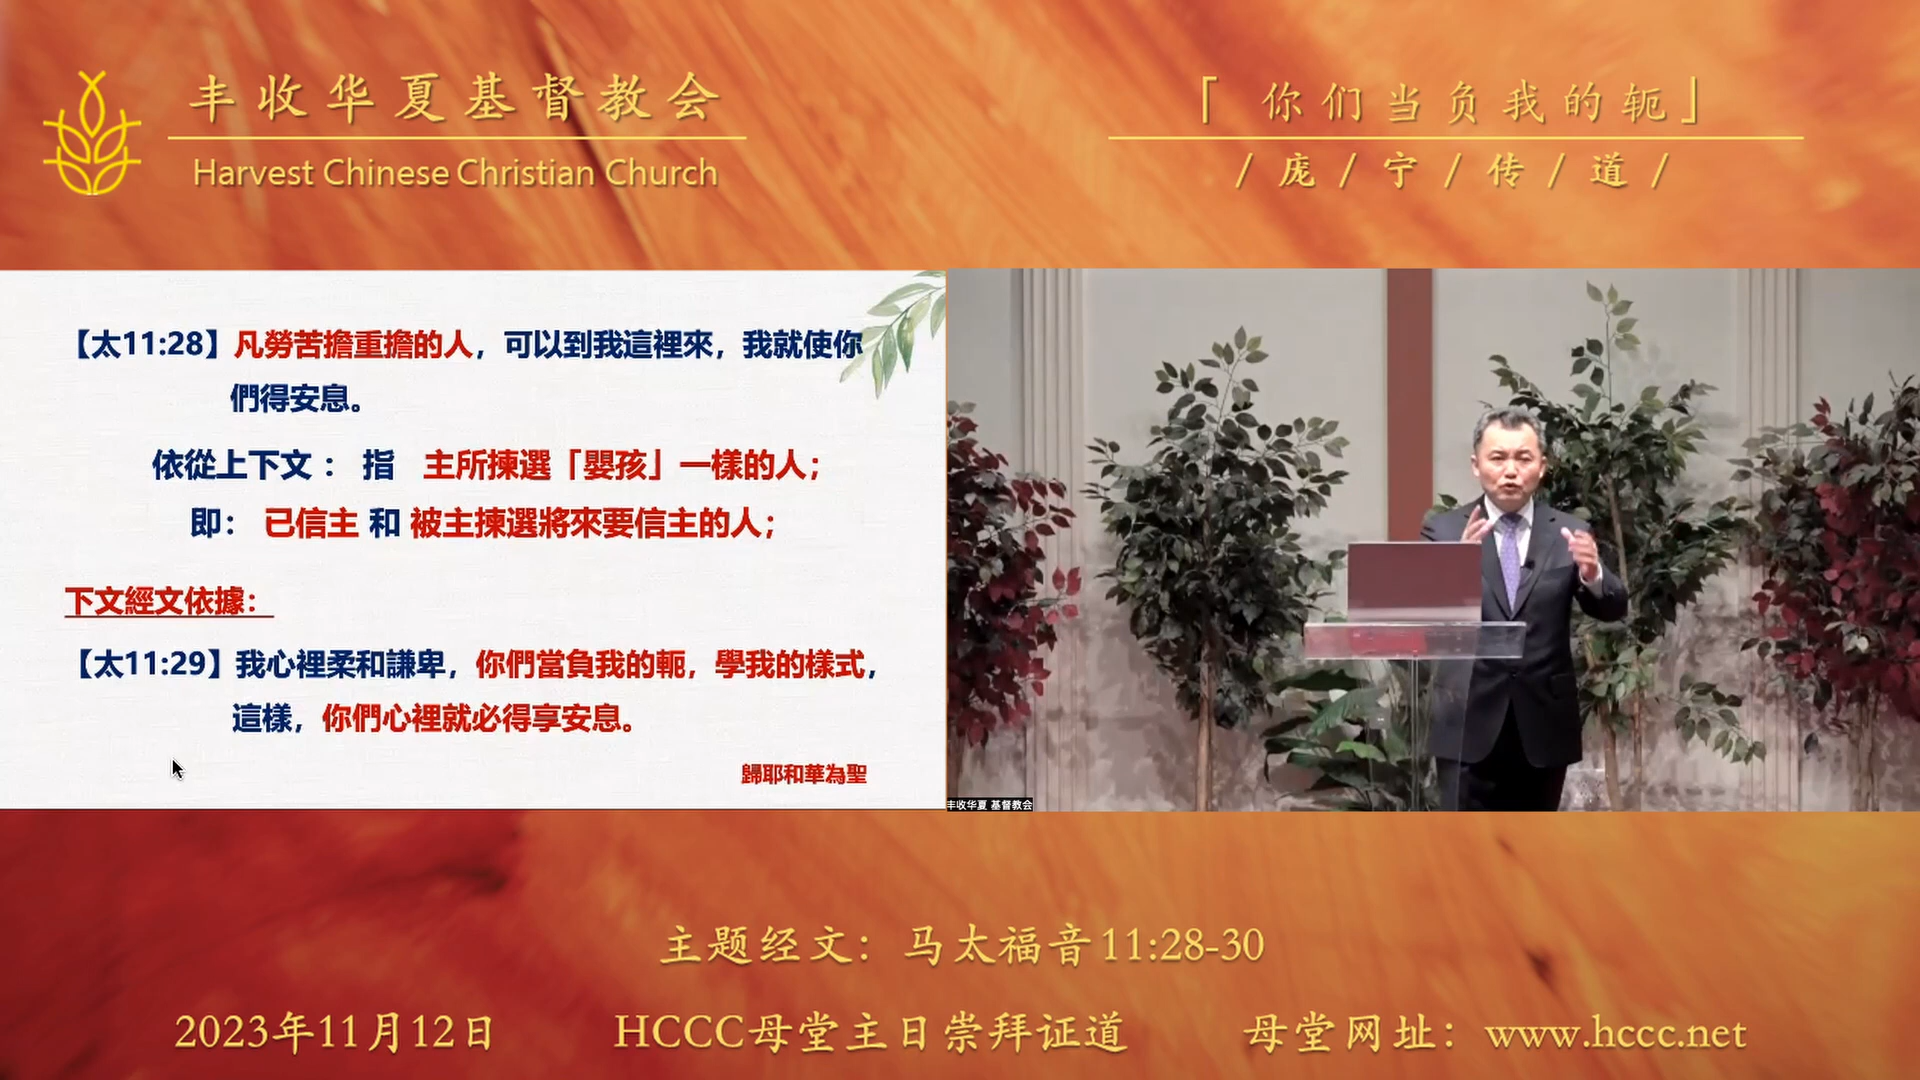 丰收华夏基督教会
Harvest Chinese Christian Church
「你们当负我的轭」
/ 庞 / 宁 / 传 / 道 /
【太11:28】凡勞苦擔重擔的人，可以到我這裡來，我就使你
們得安息。
依從上下文： 指 主所揀選「嬰孩」一樣的人；
即： 已信主 和 被主揀選將來要信主的人；
下文經文依據：
【太11:29】我心裡柔和謙卑，你們當負我的軛，學我的樣式，
這樣，你們心裡就必得享安息。
歸耶和華為聖
丰收华夏 基督教会
主题经文：马太福音11:28-30
2023年11月12日 HCCC母堂主日崇拜证道 母堂网址：www.hccc.net